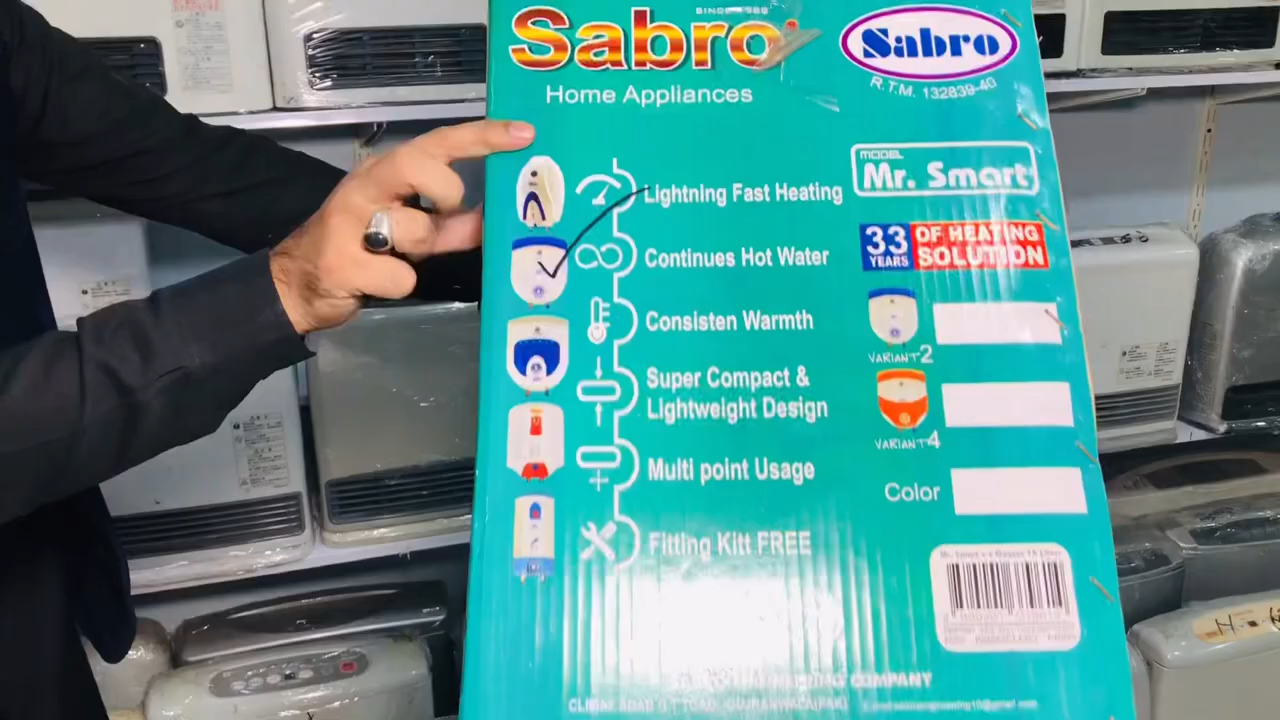 SINCE 1988
Sabro
Home Appliances
Sabro
R.T.M. 132839-40
MODEL
Mr. Smart
Lightning Fast Heating
Continues Hot Water
Consisten Warmth
Super Compact &
Lightweight Design
Multi point Usage
Fitting Kitt FREE
33
YEARS
OF HEATING
SOLUTION
VARIANT-2
VARIANT-4
Color
COMPANY